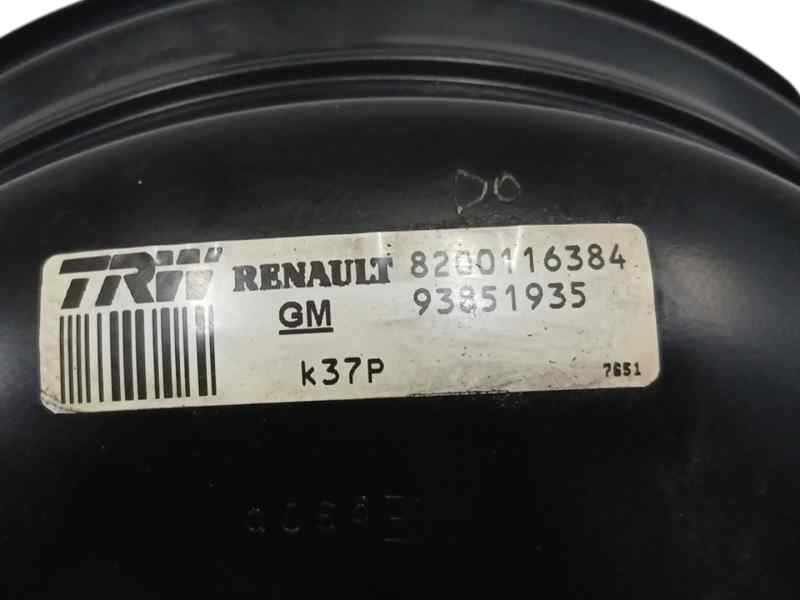 DO
TRW RENAULT 8200116384
GM 93851935
k37P 7651